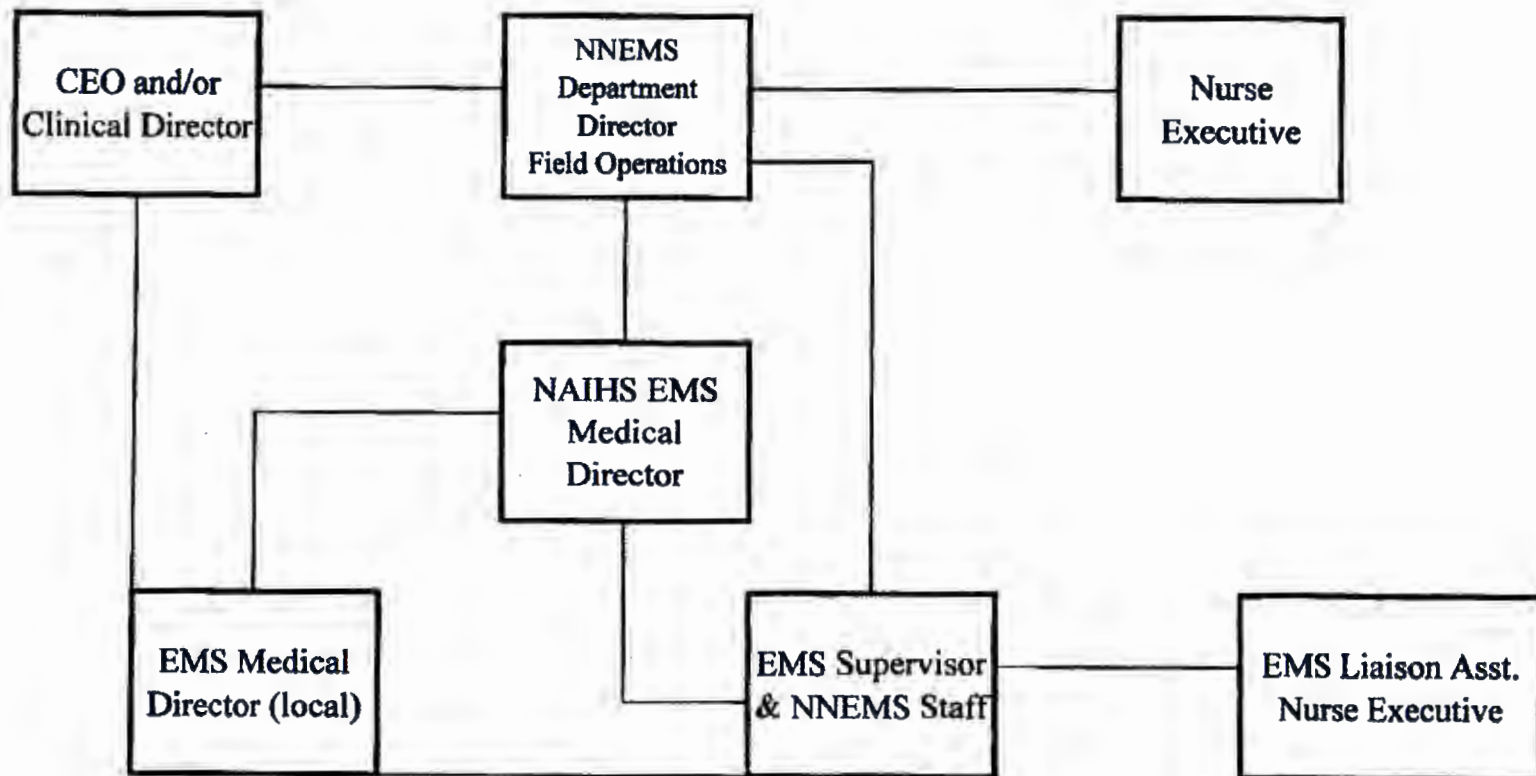 CEO and/or
Clinical Director
NNEMS
Department
Director
Field Operations
Nurse
Executive
NAIHS EMS
Medical
Director
EMS Medical
Director (local)
EMS Supervisor
& NNEMS Staff
EMS Liaison Asst.
Nurse Executive